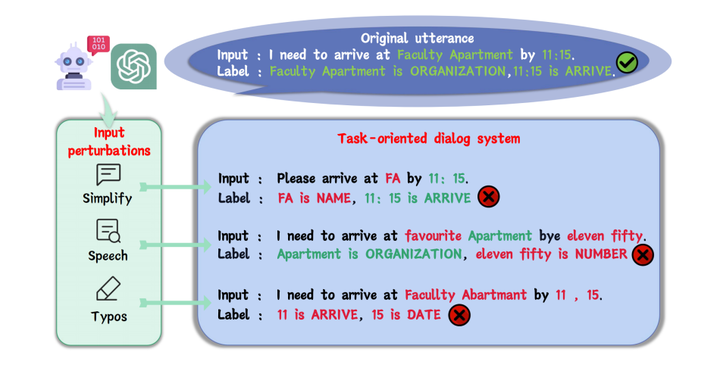 101
010
Original utterance
Input : I need to arrive at Faculty Apartment by 11:15.
Label : Faculty Apartment is ORGANIZATION,11:15 is ARRIVE.
Input
perturbations
Simplify
Speech
Typos
Task-oriented dialog system
Input : Please arrive at FA by 11: 15.
Label : FA is NAME, 11: 15 is ARRIVE
Input : I need to arrive at favourite Apartment bye eleven fifty.
Label : Apartment is ORGANIZATION, eleven fifty is NUMBER
Input : I need to arrive at Facullty Abartmant by 11 , 15.
Label : 11 is ARRIVE, 15 is DATE